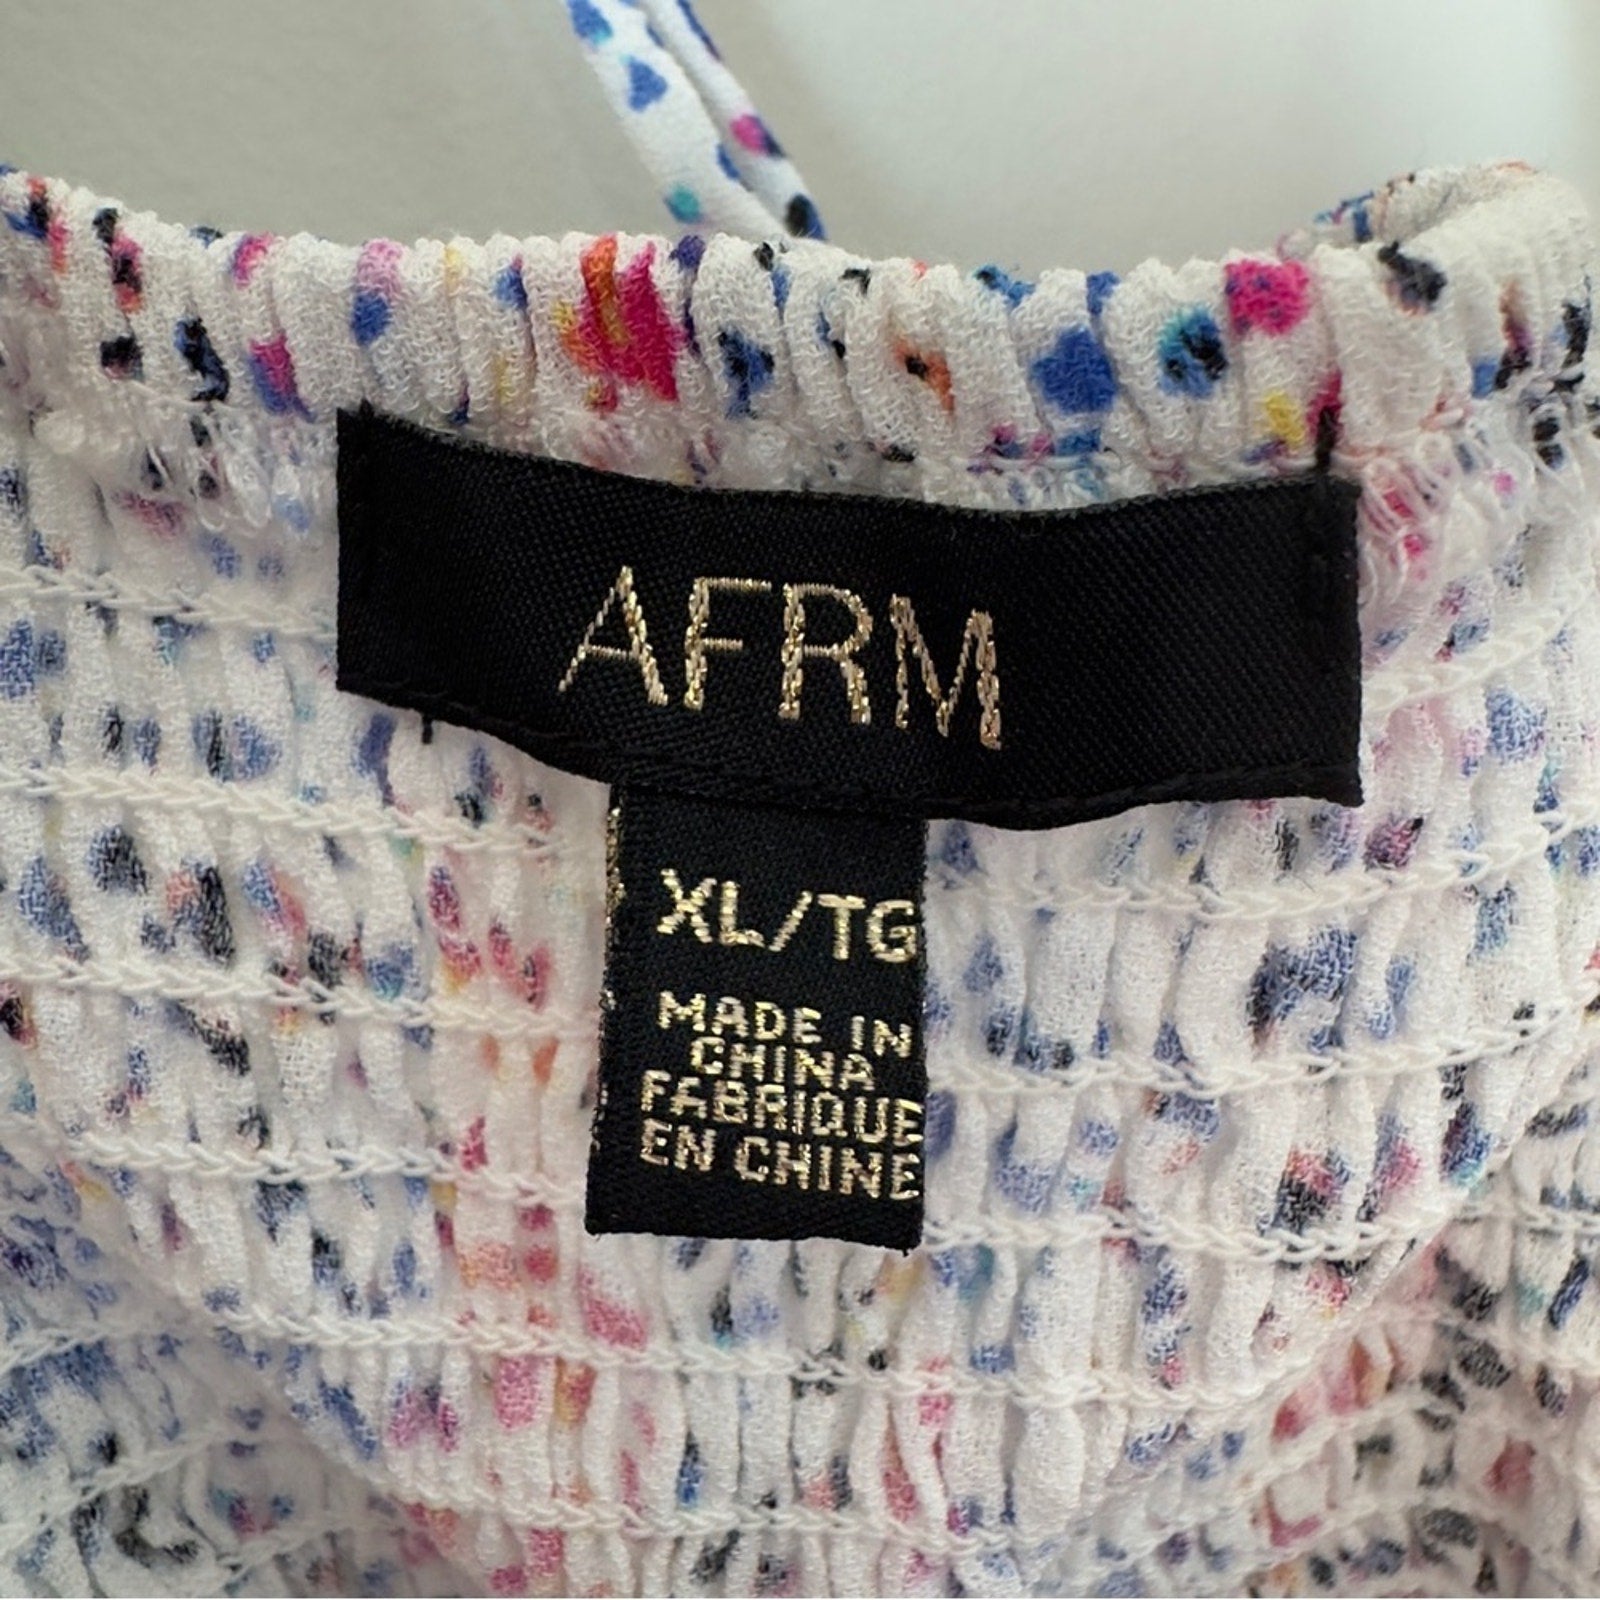 AFRM
XL/TG
MADE IN
CHINA
FABRIQUE
EN CHINE